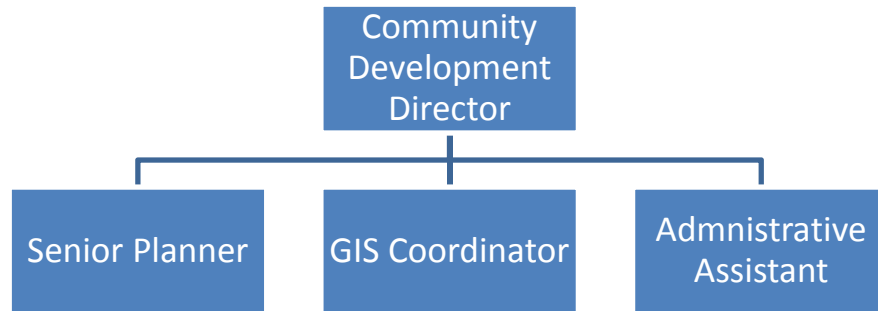 Community
Development
Director
Senior Planner
GIS Coordinator
Admnistrative
Assistant